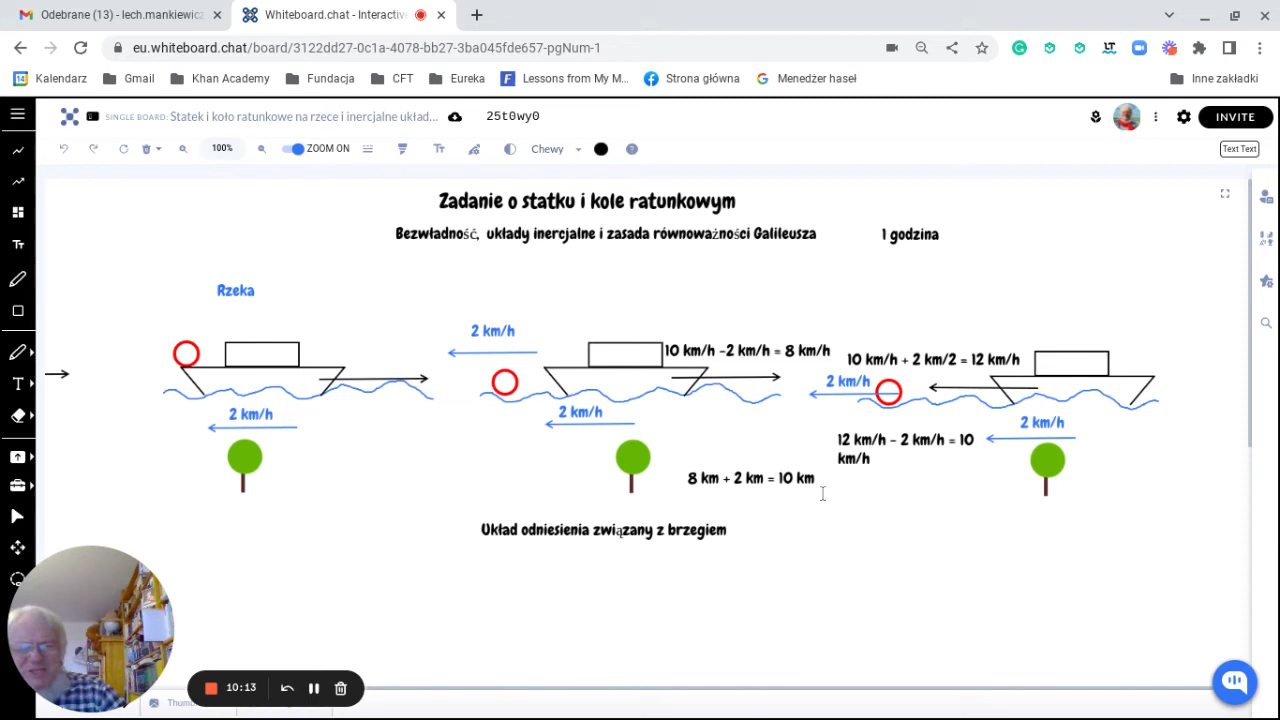 Odebrane (13) - lech.mankiewicz
Whiteboard.chat - Interactive
eu.whiteboard.chat/board/3122dd27-0c1a-4078-bb27-3ba045fde657-pgNum-1
Kalendarz Gmail Khan Academy Fundacja CFT Eureka Lessons from My M... Strona główna Menedżer haseł Inne zakładki
SINGLE BOARD: Statek i koło ratunkowe na rzece i inercjalne układ... 25t0wy0 INVITE
100% ZOOM ON Tт Chewy Text Text
Zadanie o statku i kole ratunkowym
Bezwładność, układy inercjalne i zasada równoważności Galileusza 1 godzina
Rzeka
2 km/h
10 km/h -2 km/h = 8 km/h
10 km/h + 2 km/2 = 12 km/h
2 km/h
2 km/h
2 km/h
2 km/h
12 km/h - 2 km/h = 10
km/h
8 km + 2 km = 10 km
Układ odniesienia związany z brzegiem
10:13